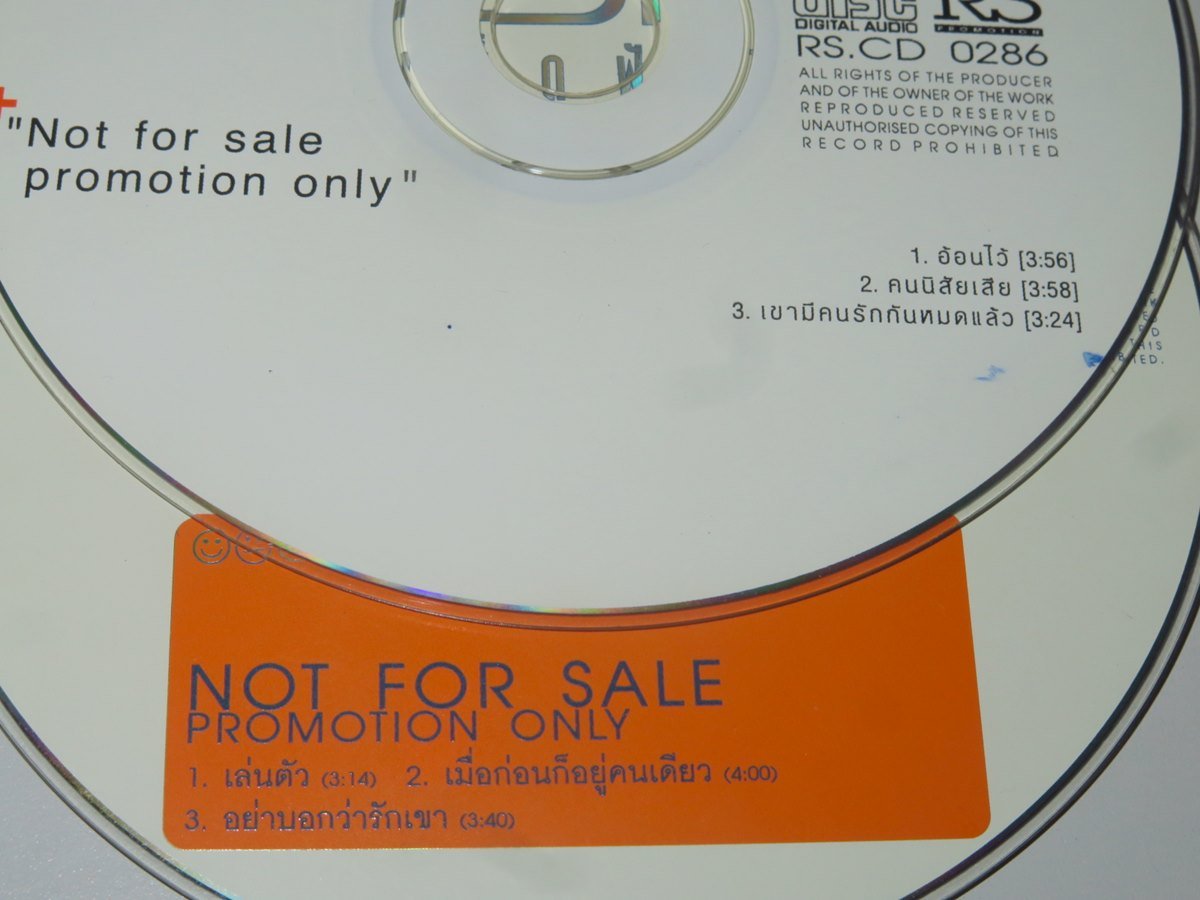 DIGITAL AUDIO
RS
PROMOTION
RS.CD 0286
ALL RIGHTS OF THE PRODUCER
AND OF THE OWNER OF THE WORK
REPRODUCED RESERVED
UNAUTHORISED COPYING OF THIS
RECORD PROHIBITED
"Not for sale
promotion only"
1. อ้อนไว้ [3:56]
2. คนนิสัยเสีย [3:58]
3. เขามีคนรักกันหมดแล้ว [3:24]
THIS
BITED.
NOT FOR SALE
PROMOTION ONLY
1. เล่นตัว (3:14) 2. เมื่อก่อนก็อยู่คนเดียว (4:00)
3. อย่าบอกว่ารักเขา (3:40)